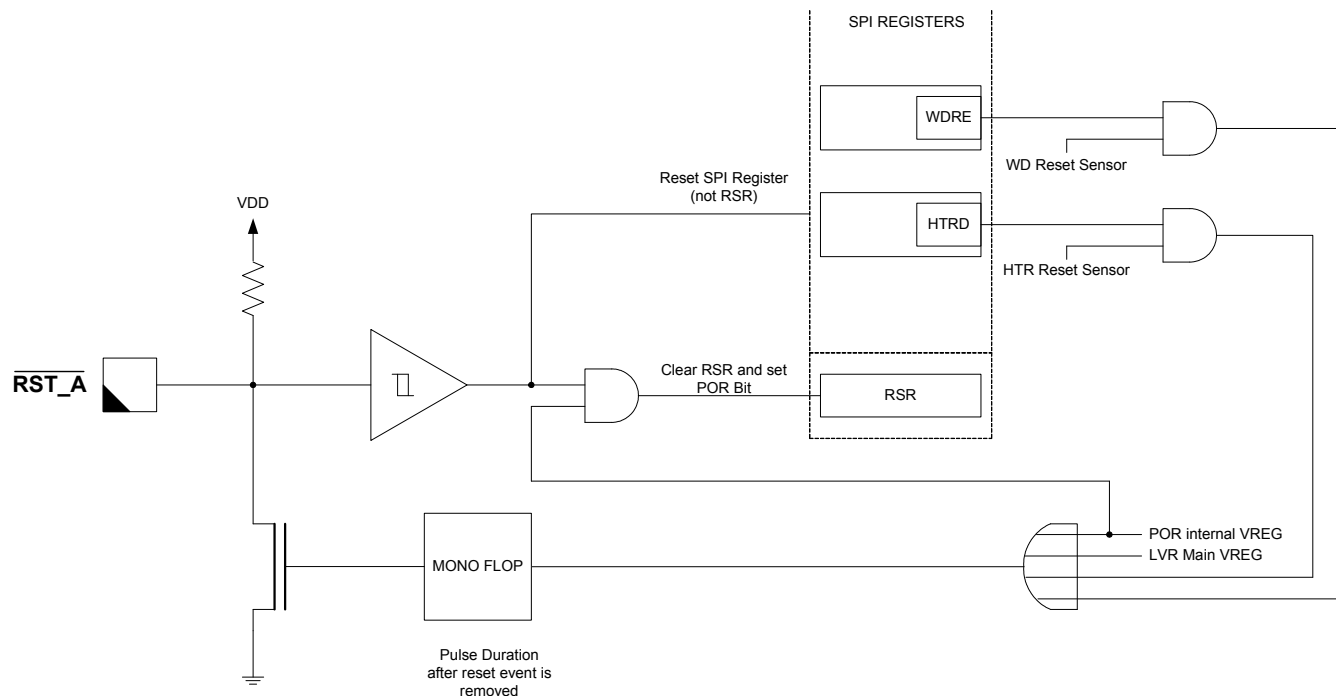 SPI REGISTERS
WDRE
WD Reset Sensor
Reset SPI Register
(not RSR)
VDD
HTRD
HTR Reset Sensor
RST_A
Clear RSR and set
POR Bit
RSR
POR internal VREG
LVR Main VREG
MONO FLOP
Pulse Duration
after reset event is
removed